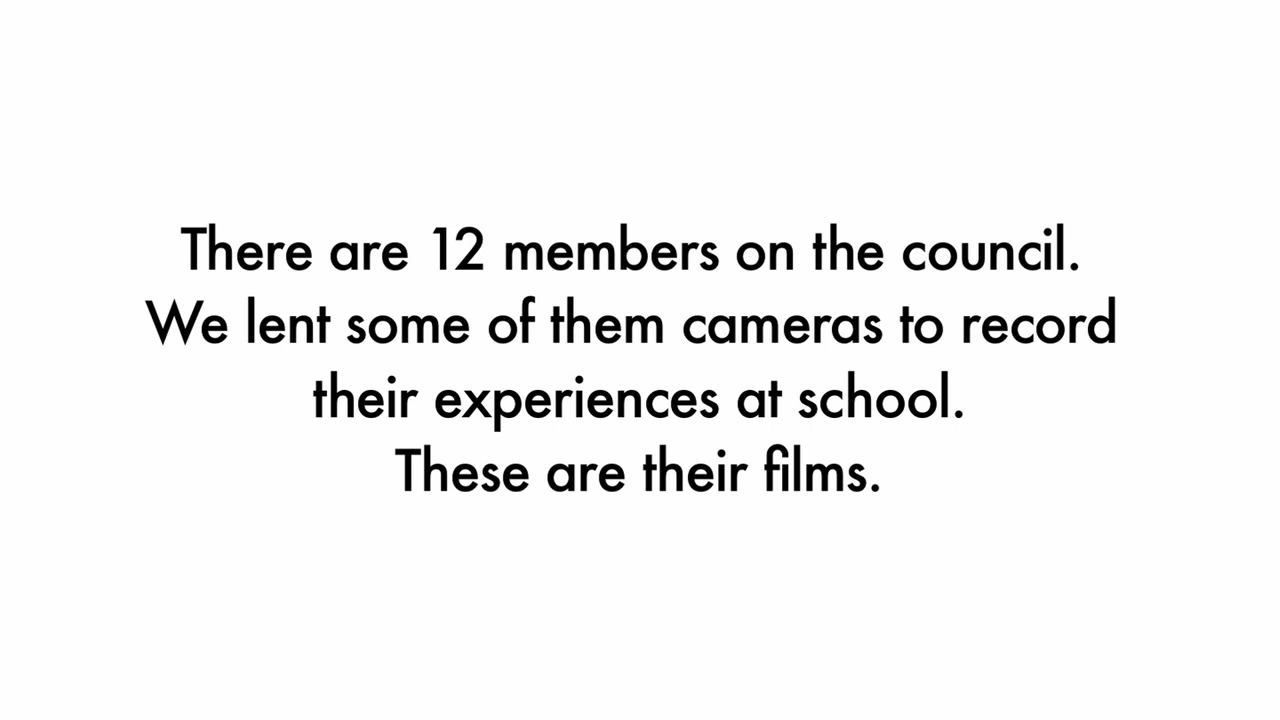 There are 12 members on the council.
We lent some of them cameras to record
their experiences at school.
These are their films.